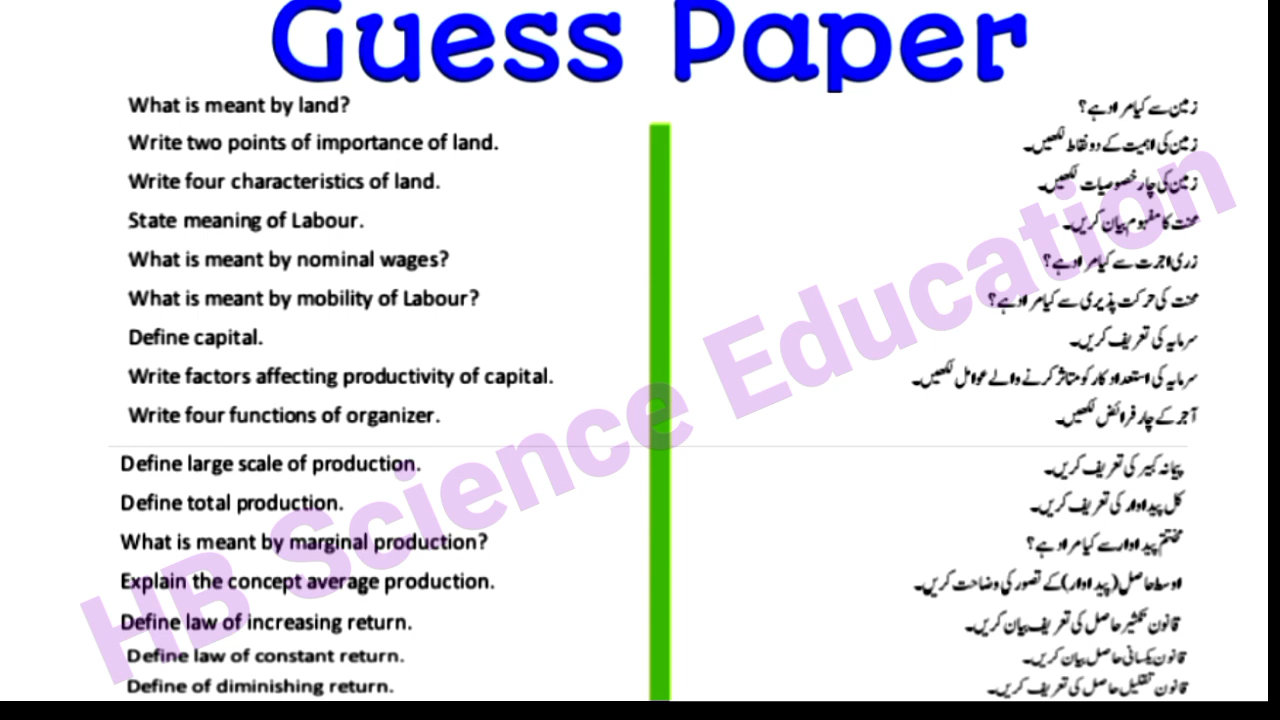 Guess Paper
What is meant by land?
زمین سے کیا مراد ہے؟
Write two points of importance of land.
زمین کی اہمیت کے دو نقاط لکھیں۔
Write four characteristics of land.
زمین کی چار خصوصیات لکھیں۔
State meaning of Labour.
محنت کا مفہوم بیان کریں۔
What is meant by nominal wages?
زری اجرت سے کیا مراد ہے؟
What is meant by mobility of Labour?
محنت کی حرکت پذیری سے کیا مراد ہے؟
Define capital.
سرمایہ کی تعریف کریں۔
Write factors affecting productivity of capital.
سرمایہ کی استعداد کار کو متاثر کرنے والے عوامل لکھیں۔
Write four functions of organizer.
آجر کے چار فرائض لکھیں۔
Define large scale of production.
پیمانہ کبیر کی تعریف کریں۔
Define total production.
کل پیداوار کی تعریف کریں۔
What is meant by marginal production?
مختتم پیداوار سے کیا مراد ہے؟
Explain the concept average production.
اوسط حاصل (پیداوار) کے تصور کی وضاحت کریں۔
Define law of increasing return.
قانون تکثیر حاصل کی تعریف بیان کریں۔
Define law of constant return.
قانون یکسانی حاصل بیان کریں۔
Define of diminishing return.
قانون تقلیل حاصل کی تعریف کریں۔
HB Science Education